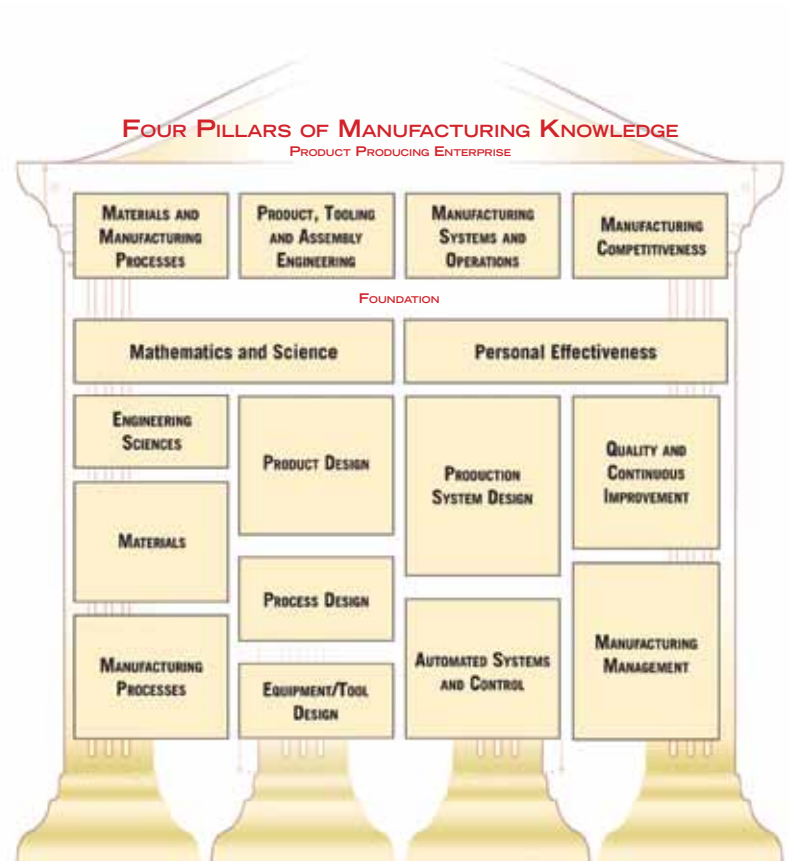 FOUR PILLARS OF MANUFACTURING KNOWLEDGE
PRODUCT PRODUCING ENTERPRISE
MATERIALS AND
MANUFACTURING
PROCESSES
PRODUCT, TOOLING
AND ASSEMBLY
ENGINEERING
MANUFACTURING
SYSTEMS AND
OPERATIONS
MANUFACTURING
COMPETITIVENESS
FOUNDATION
Mathematics and Science
Personal Effectiveness
ENGINEERING
SCIENCES
MATERIALS
MANUFACTURING
PROCESSES
PRODUCT DESIGN
PROCESS DESIGN
EQUIPMENT/TOOL
DESIGN
PRODUCTION
SYSTEM DESIGN
AUTOMATED SYSTEMS
AND CONTROL
QUALITY AND
CONTINUOUS
IMPROVEMENT
MANUFACTURING
MANAGEMENT